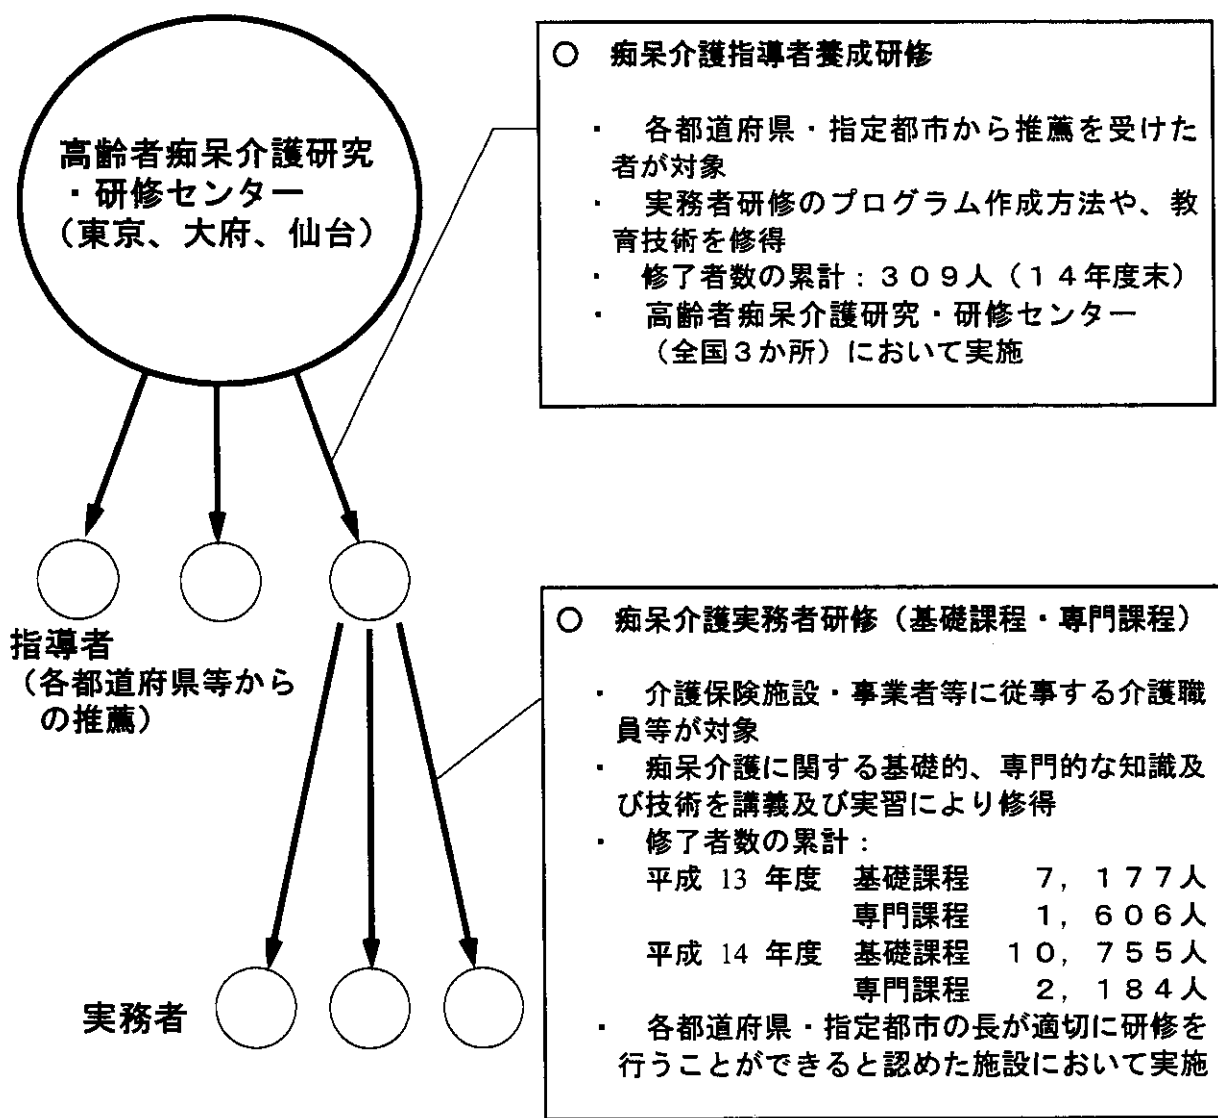 高齢者痴呆介護研究
・研修センター
（東京、大府、仙台）
○　痴呆介護指導者養成研修
・　各都道府県・指定都市から推薦を受けた
者が対象
・　実務者研修のプログラム作成方法や、教
育技術を修得
・　修了者数の累計：３０９人（１４年度末）
・　高齢者痴呆介護研究・研修センター
（全国３か所）において実施
指導者
（各都道府県等から
の推薦）
○　痴呆介護実務者研修（基礎課程・専門課程）
・　介護保険施設・事業者等に従事する介護職
員等が対象
・　痴呆介護に関する基礎的、専門的な知識及
び技術を講義及び実習により修得
・　修了者数の累計：
平成 13 年度　基礎課程　　７，１７７人
専門課程　　１，６０６人
平成 14 年度　基礎課程　１０，７５５人
専門課程　　２，１８４人
・　各都道府県・指定都市の長が適切に研修を
行うことができると認めた施設において実施
実務者